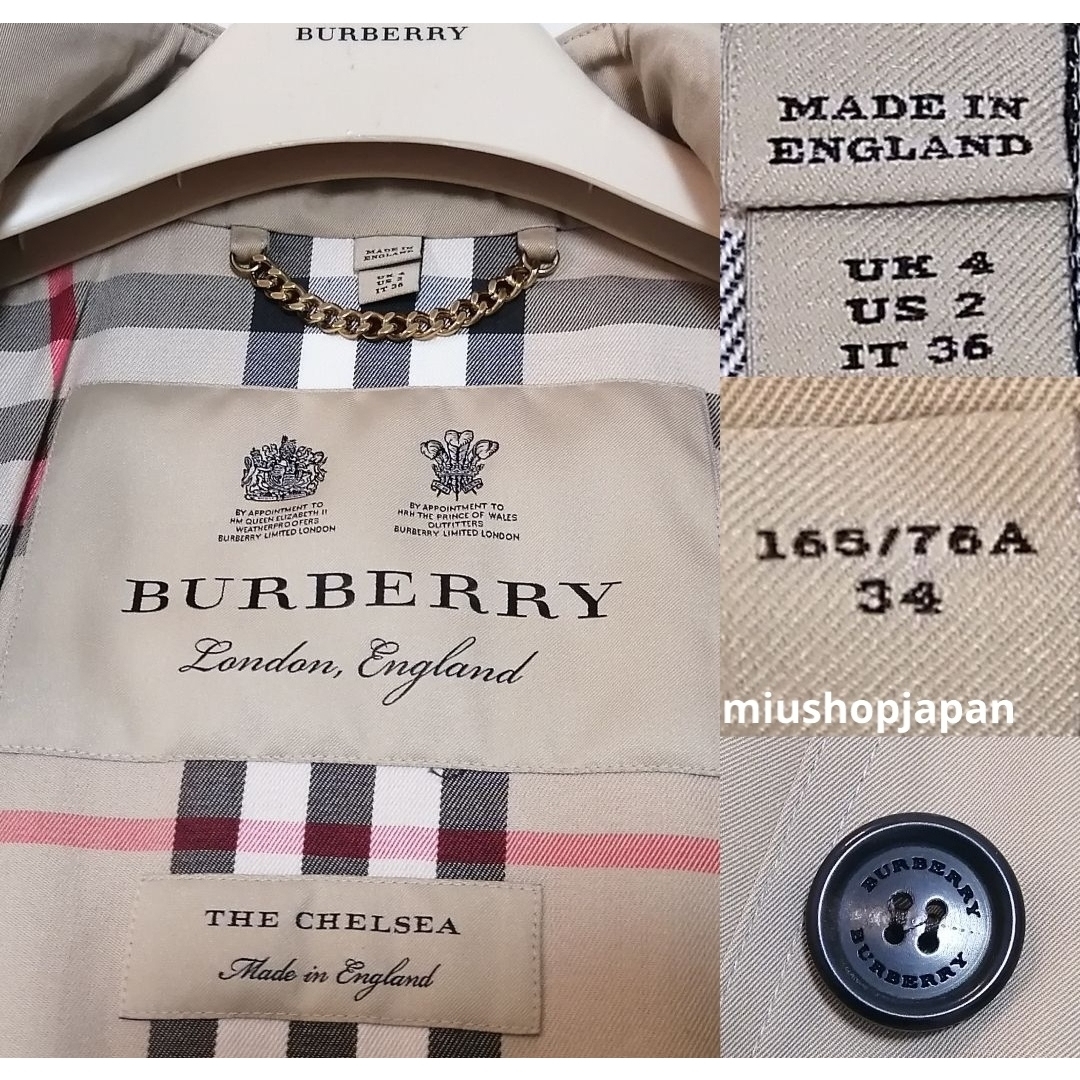 BURBERRY
MADE IN
ENGLAND
UK 4
US 2
IT 36
BY APPOINTMENT TO
HM QUEEN ELIZABETH II
WEATHERPROOFERS
BURBERRY LIMITED LONDON
BY APPOINTMENT TO
HRH THE PRINCE OF WALES
OUTFITTERS
BURBERRY LIMITED LONDON
BURBERRY
London, England
THE CHELSEA
Made in England
MADE IN
ENGLAND
UK 4
US 2
IT 36
165/76A
34
miushopjapan
BURBERRY
BURBERRY